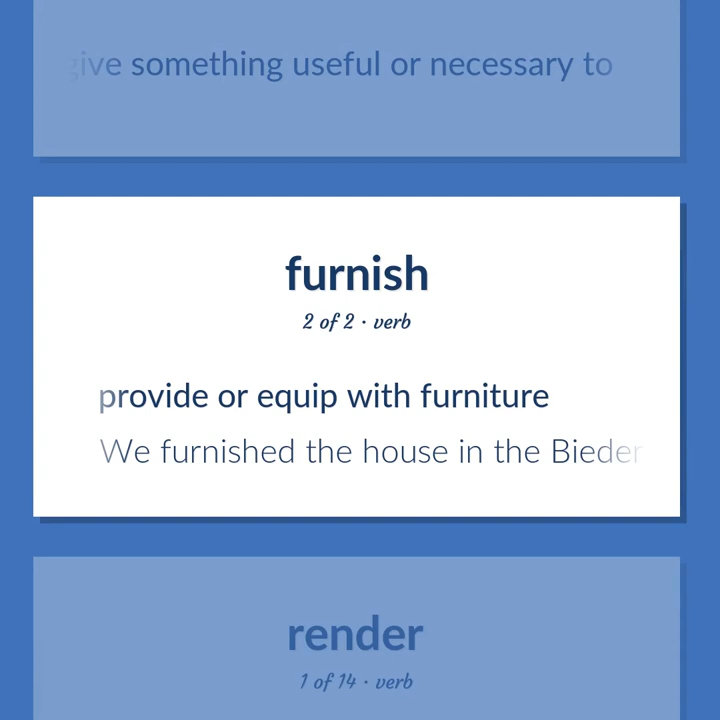 give something useful or necessary to
furnish
2 of 2 · verb
provide or equip with furniture
We furnished the house in the Bieder
render
1 of 14 · verb